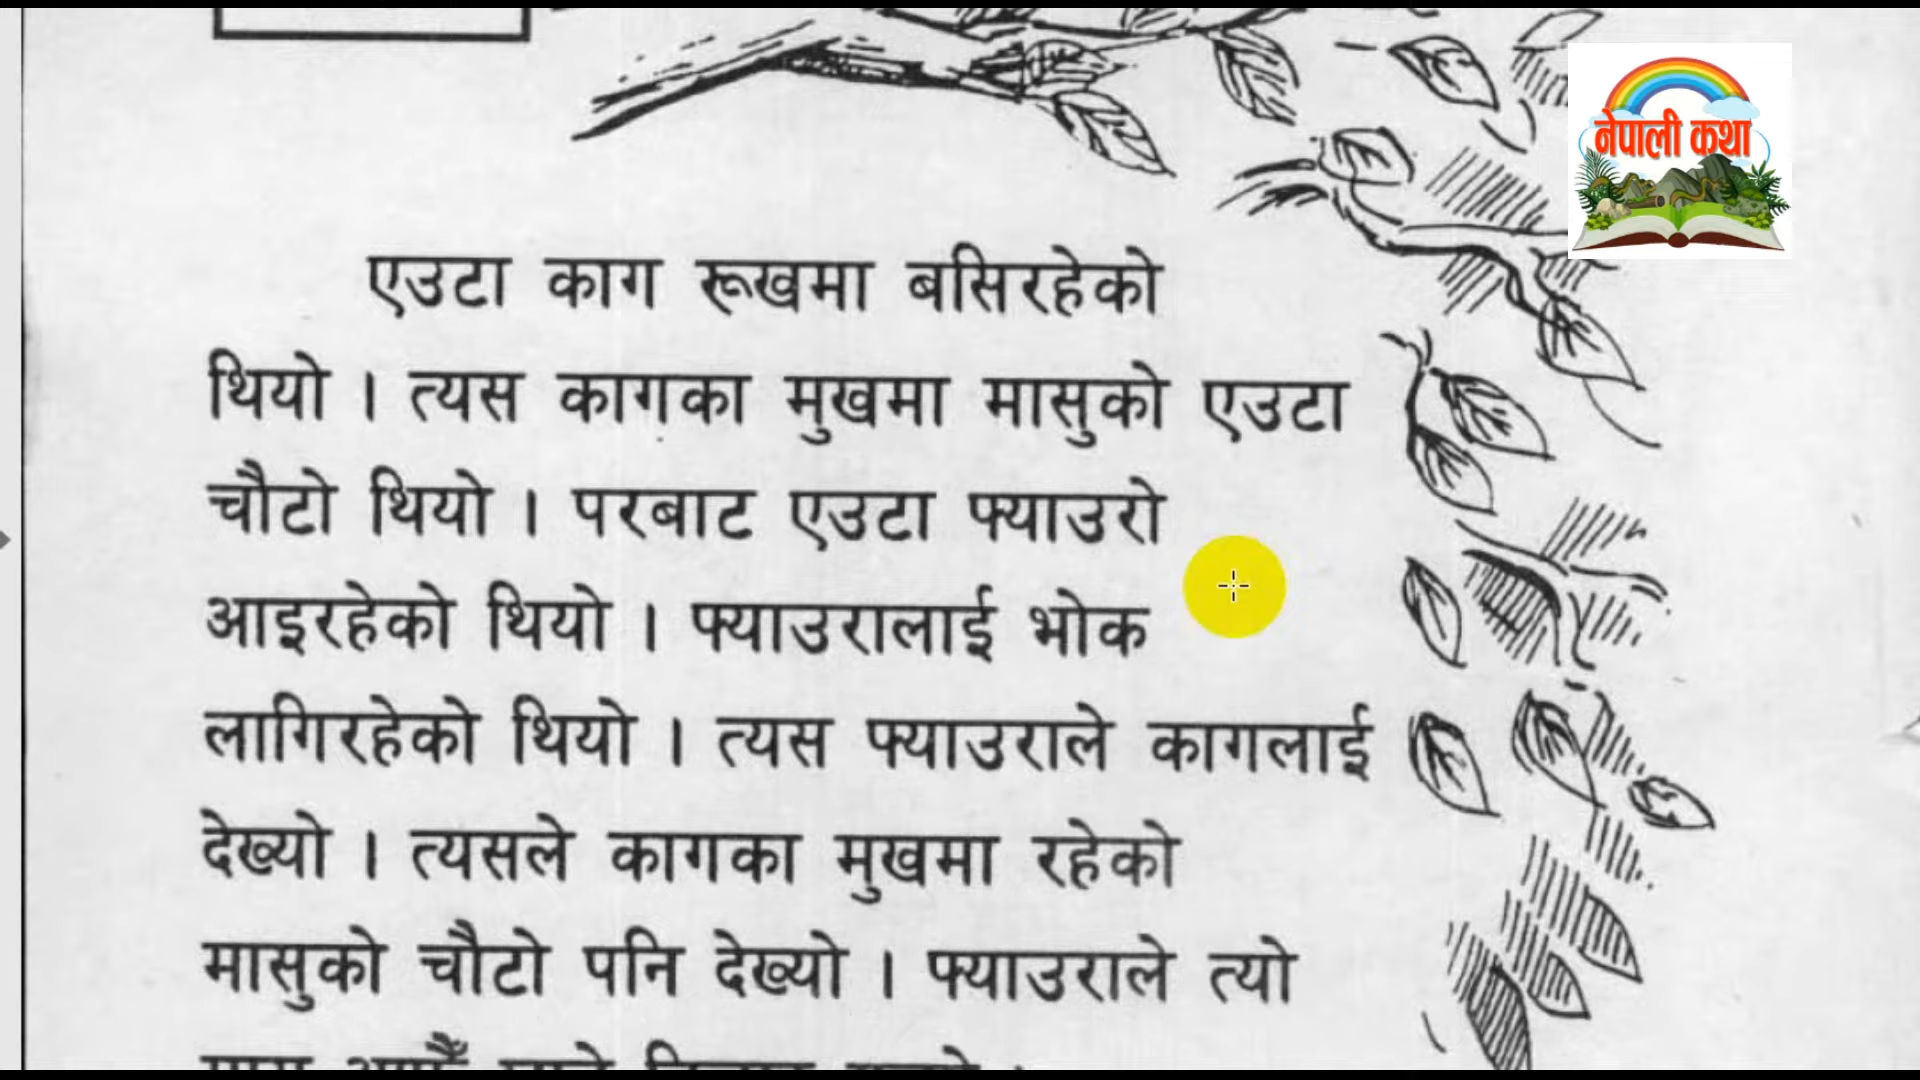 नेपाली कथा
एउटा काग रूखमा बसिरहेको
थियो । त्यस कागका मुखमा मासुको एउटा
चौटो थियो । परबाट एउटा फ्याउरो
आइरहेको थियो । फ्याउरालाई भोक
लागिरहेको थियो । त्यस फ्याउराले कागलाई
देख्यो । त्यसले कागका मुखमा रहेको
मासुको चौटो पनि देख्यो । फ्याउराले त्यो